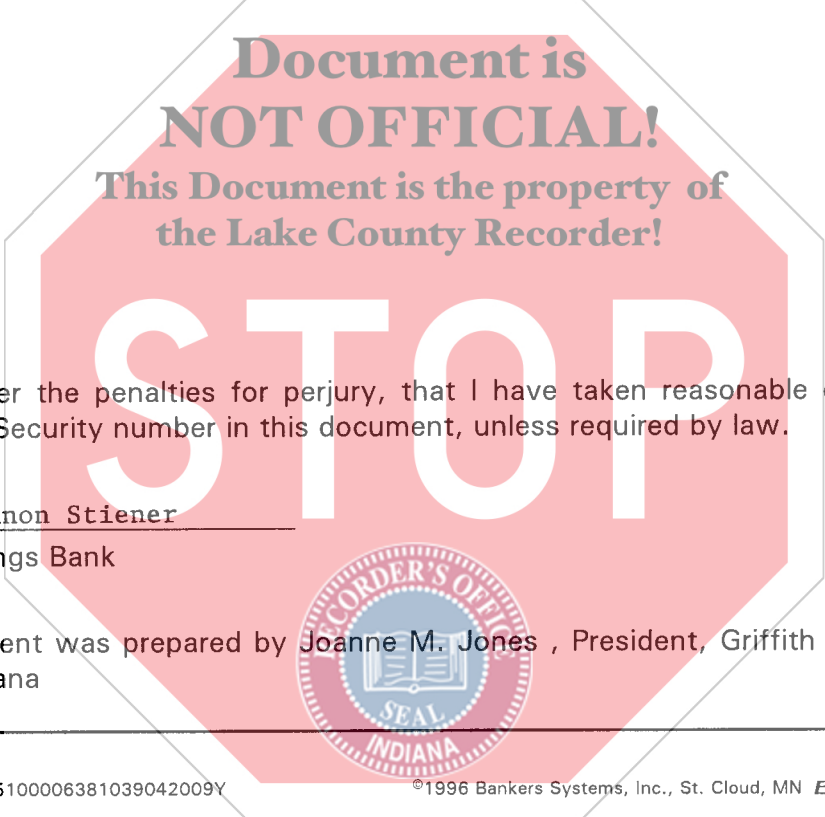 Document is
NOT OFFICIAL!
This Document is the property of
the Lake County Recorder!
STOP
er the penalties for perjury, that I have taken reasonable
Security number in this document, unless required by law.
non Stiener
ngs Bank
ent was prepared by Joanne M. Jones , President, Griffith
ana
RECORDER'S OFFICE
SEAL
INDIANA
5100006381039042009Y
©1996 Bankers Systems, Inc., St. Cloud, MN